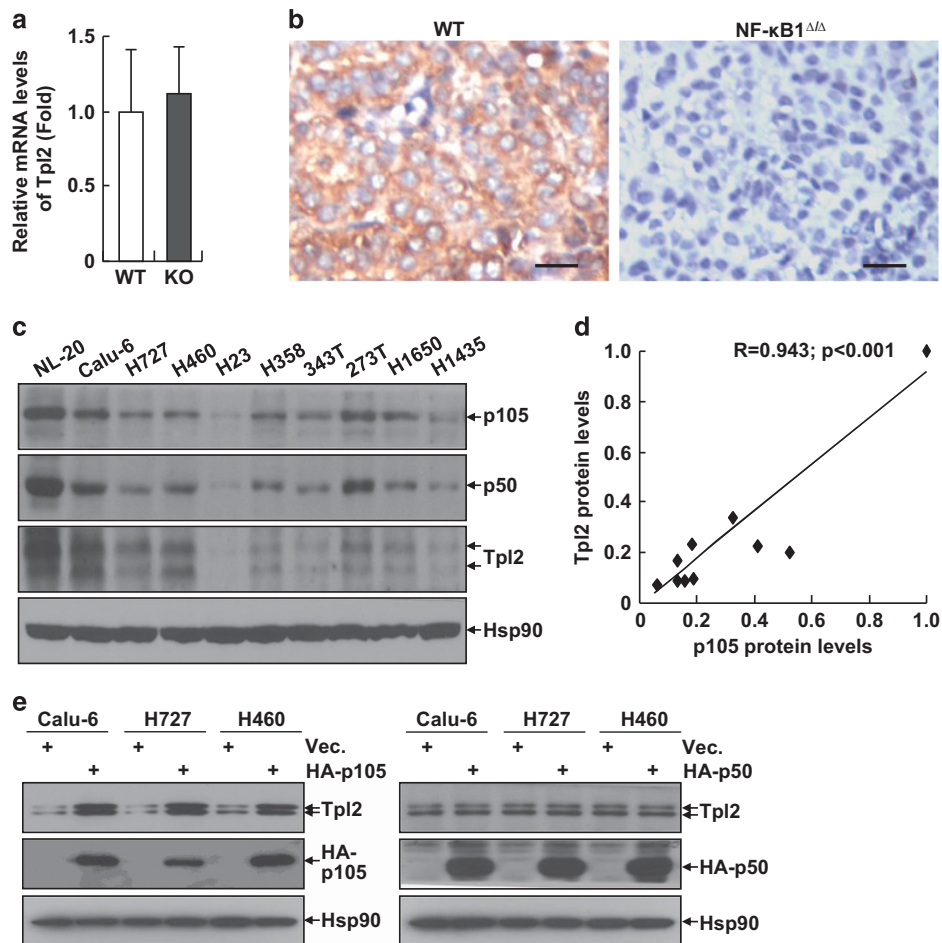 a
Relative mRNA levels
of Tpl2 (Fold)
1.5
1.0
0.5
0
WT KO
b
WT NF-κB1Δ/Δ
c
NL-20 Calu-6 H727 H460 H23 H358 343T 273T H1650 H1435
p105
p50
Tpl2
Hsp90
d
R=0.943; p<0.001
Tpl2 protein levels
1.0
0.8
0.6
0.4
0.2
0
0 0.2 0.4 0.6 0.8 1.0
p105 protein levels
e
Calu-6 H727 H460
+ + + Vec.
+ + + HA-p105
Tpl2
HA-
p105
Hsp90
Calu-6 H727 H460
+ + + Vec.
+ + + HA-p50
Tpl2
HA-p50
Hsp90